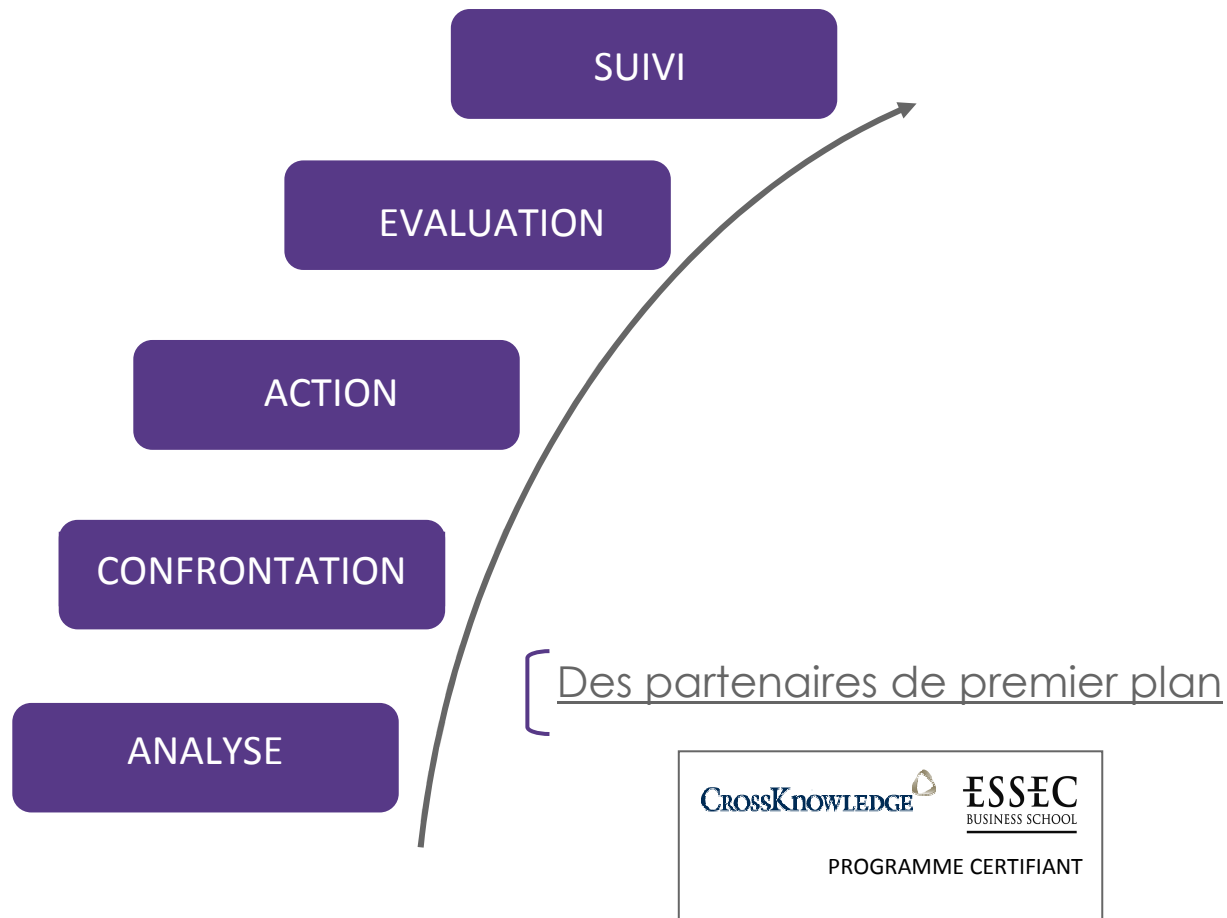 SUIVI
EVALUATION
ACTION
CONFRONTATION
Des partenaires de premier plan
ANALYSE
CROSSKNOWLEDGE
ESSEC
BUSINESS SCHOOL
PROGRAMME CERTIFIANT